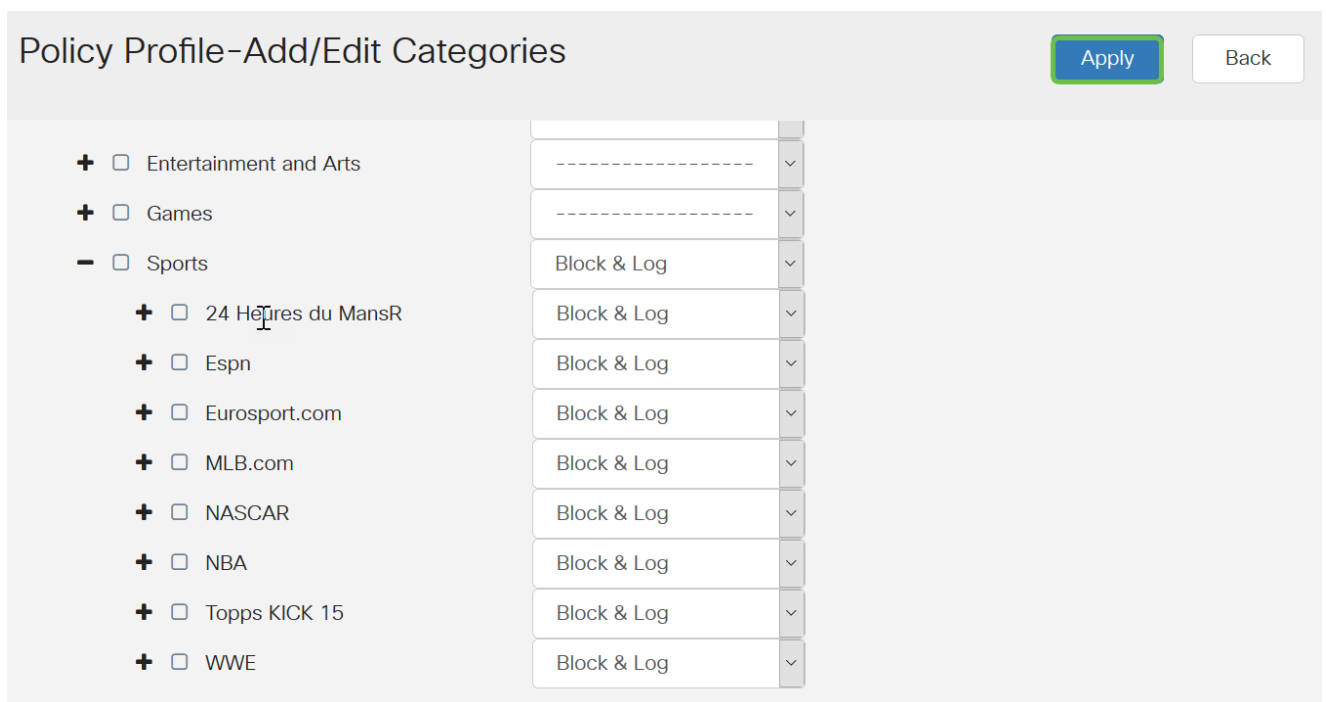 Policy Profile-Add/Edit Categories
Apply
Back
Entertainment and Arts ------------------
Games ------------------
Sports Block & Log
24 Heures du MansR Block & Log
Espn Block & Log
Eurosport.com Block & Log
MLB.com Block & Log
NASCAR Block & Log
NBA Block & Log
Topps KICK 15 Block & Log
WWE Block & Log